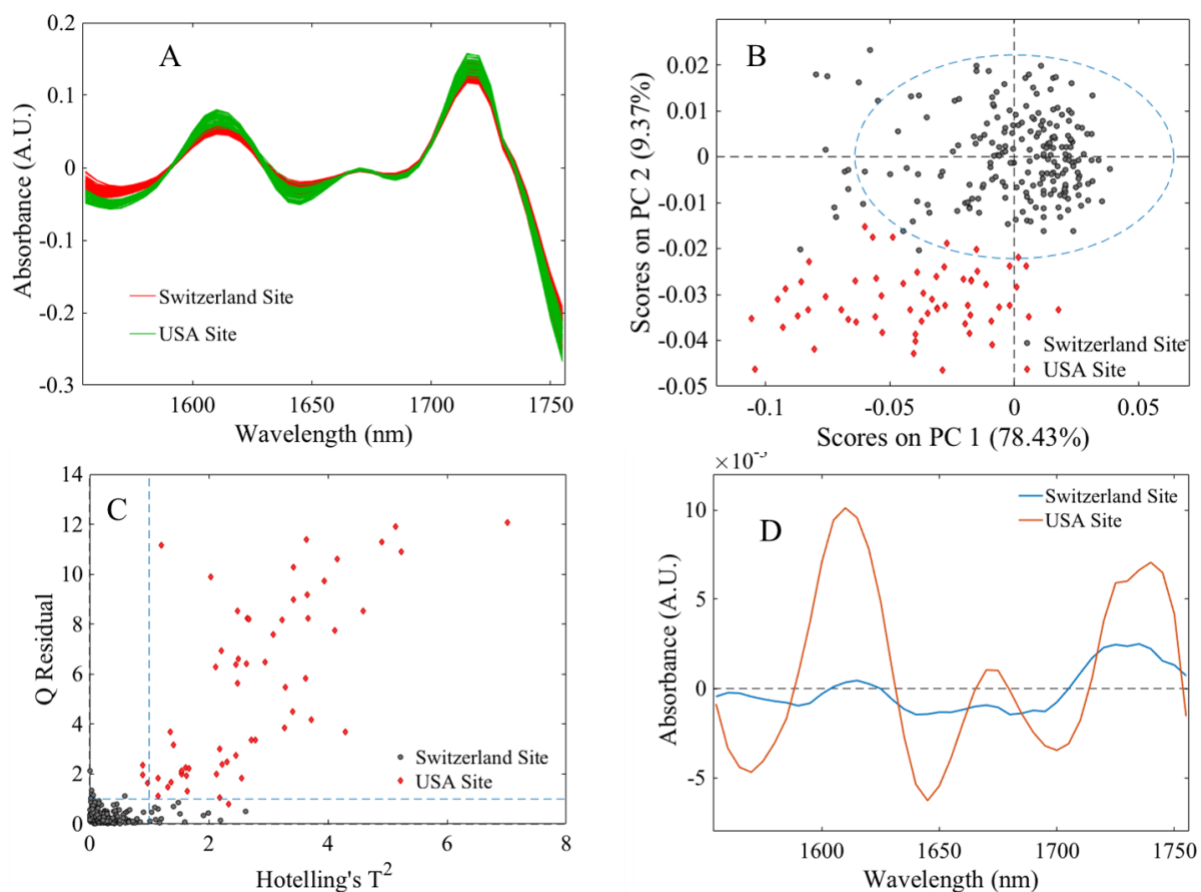 A
0.2
0.1
0
-0.1
-0.2
-0.3
Absorbance (A.U.)
Switzerland Site
USA Site
1600 1650 1700 1750
Wavelength (nm)
B
0.02
0.01
0
-0.01
-0.02
-0.03
-0.04
-0.05
Scores on PC 2 (9.37%)
Switzerland Site
USA Site
-0.1 -0.05 0 0.05
Scores on PC 1 (78.43%)
C
14
12
10
8
6
4
2
0
Q Residual
Switzerland Site
USA Site
0 2 4 6 8
Hotelling's T²
D
10
5
0
-5
Absorbance (A.U.)
Switzerland Site
USA Site
1600 1650 1700 1750
Wavelength (nm)